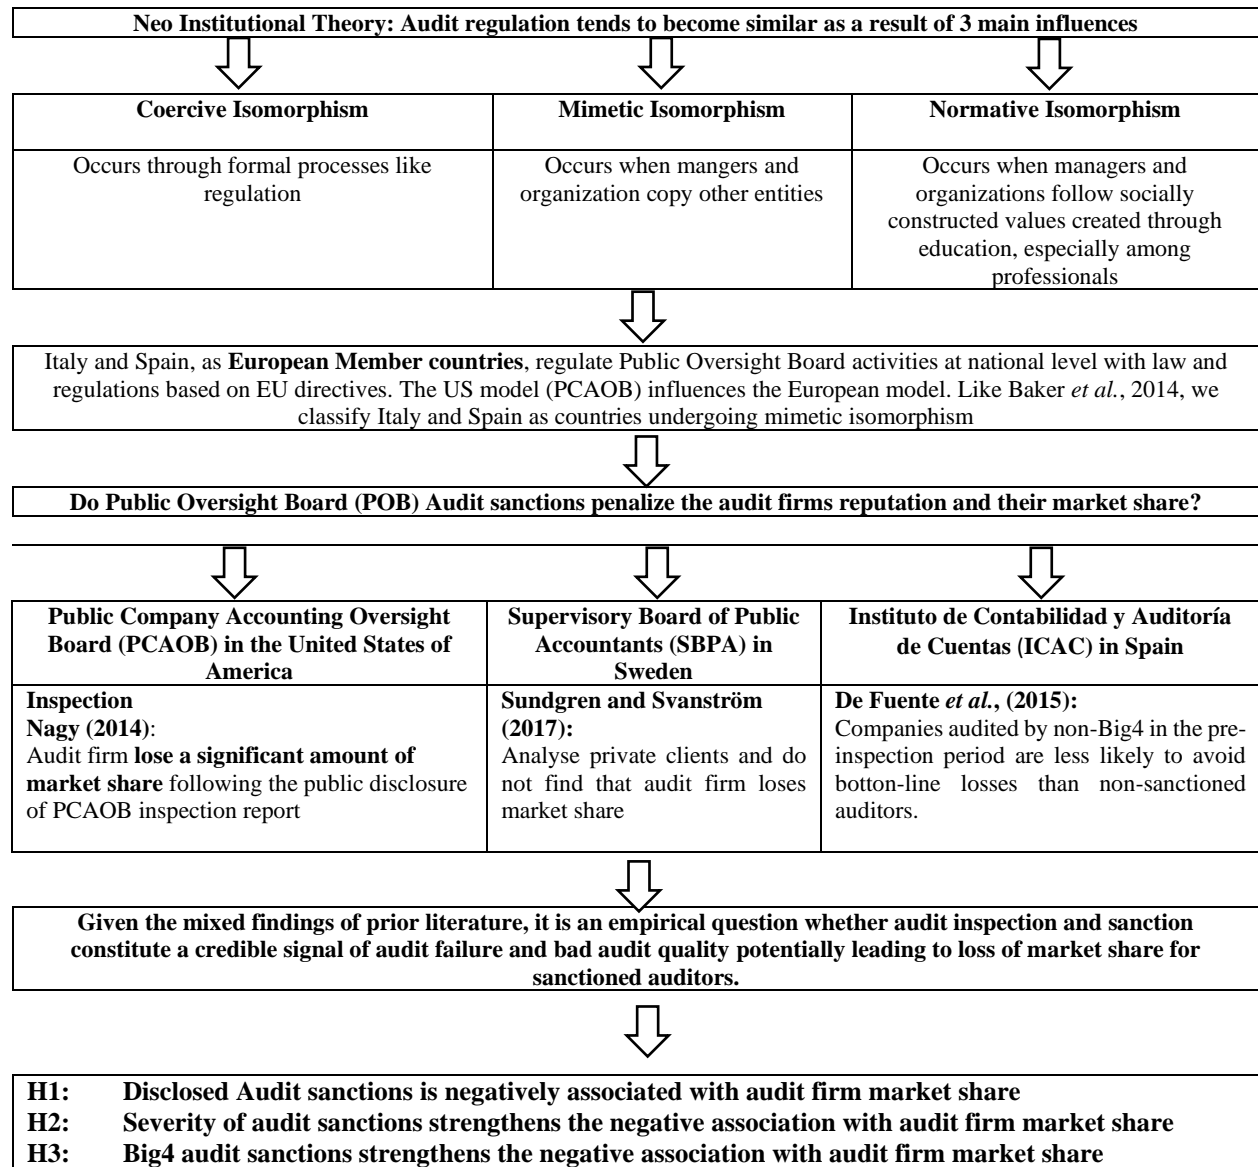 Neo Institutional Theory: Audit regulation tends to become similar as a result of 3 main influences
Coercive Isomorphism
Occurs through formal processes like
regulation
Mimetic Isomorphism
Occurs when mangers and
organization copy other entities
Normative Isomorphism
Occurs when managers and
organizations follow socially
constructed values created through
education, especially among
professionals
Italy and Spain, as European Member countries, regulate Public Oversight Board activities at national level with law and
regulations based on EU directives. The US model (PCAOB) influences the European model. Like Baker et al., 2014, we
classify Italy and Spain as countries undergoing mimetic isomorphism
Do Public Oversight Board (POB) Audit sanctions penalize the audit firms reputation and their market share?
Public Company Accounting Oversight
Board (PCAOB) in the United States of
America
Inspection
Nagy (2014):
Audit firm lose a significant amount of
market share following the public disclosure
of PCAOB inspection report
Supervisory Board of Public
Accountants (SBPA) in
Sweden
Sundgren and Svanström
(2017):
Analyse private clients and do
not find that audit firm loses
market share
Instituto de Contabilidad y Auditoría
de Cuentas (ICAC) in Spain
De Fuente et al., (2015):
Companies audited by non-Big4 in the pre-
inspection period are less likely to avoid
botton-line losses than non-sanctioned
auditors.
Given the mixed findings of prior literature, it is an empirical question whether audit inspection and sanction
constitute a credible signal of audit failure and bad audit quality potentially leading to loss of market share for
sanctioned auditors.
H1: Disclosed Audit sanctions is negatively associated with audit firm market share
H2: Severity of audit sanctions strengthens the negative association with audit firm market share
H3: Big4 audit sanctions strengthens the negative association with audit firm market share